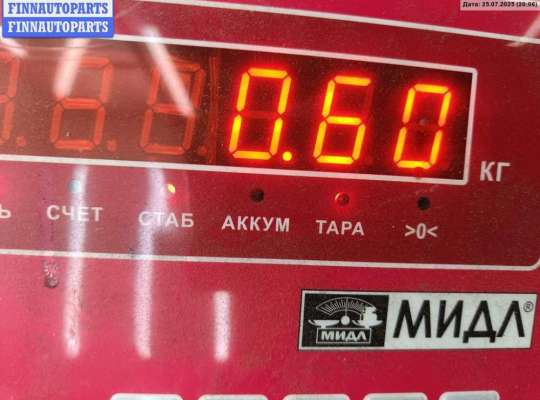 FINNAUTOPARTS
FINNAUTOPARTS
Дата: 25.07.2025 (20:06)
0.60
КГ
СЧЕТ СТАБ АККУМ ТАРА >0<
МИДЛ
МИДЛ®